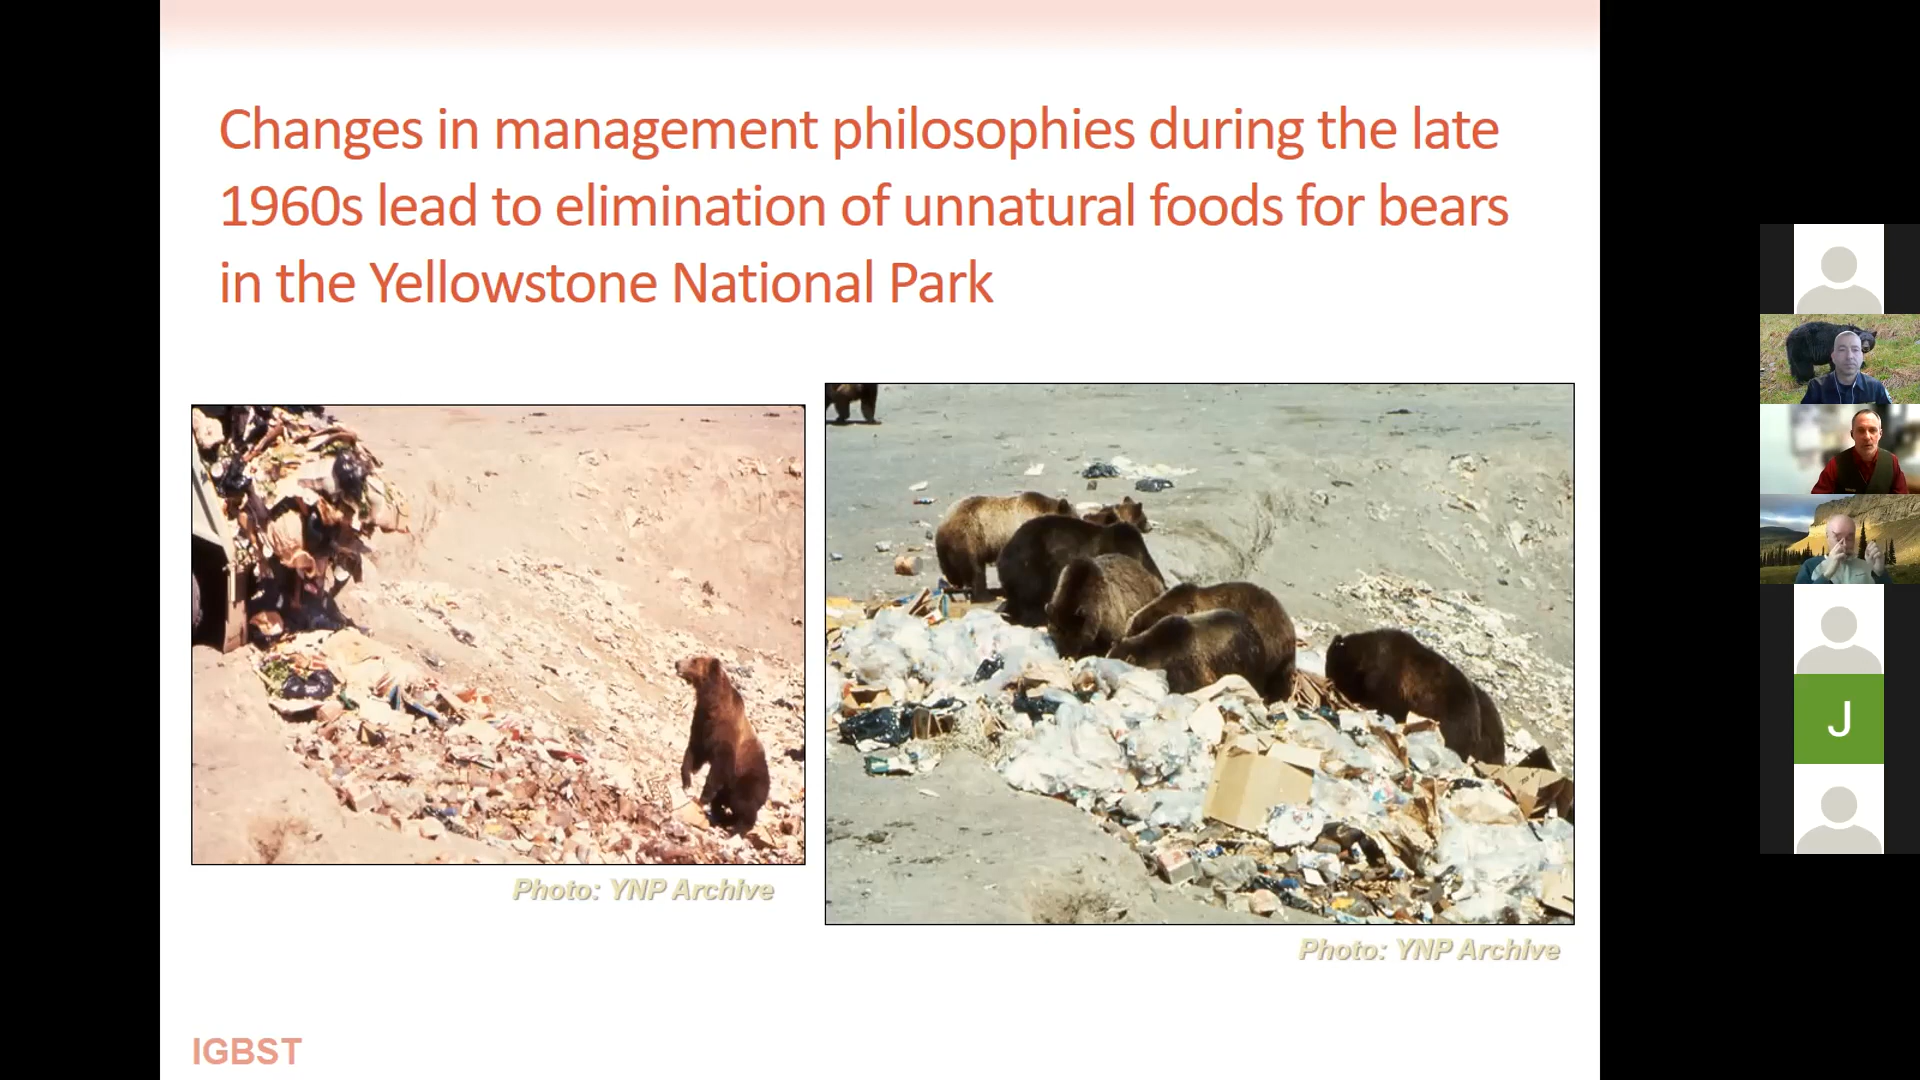 Changes in management philosophies during the late
1960s lead to elimination of unnatural foods for bears
in the Yellowstone National Park
Photo: YNP Archive
Photo: YNP Archive
IGBST
J